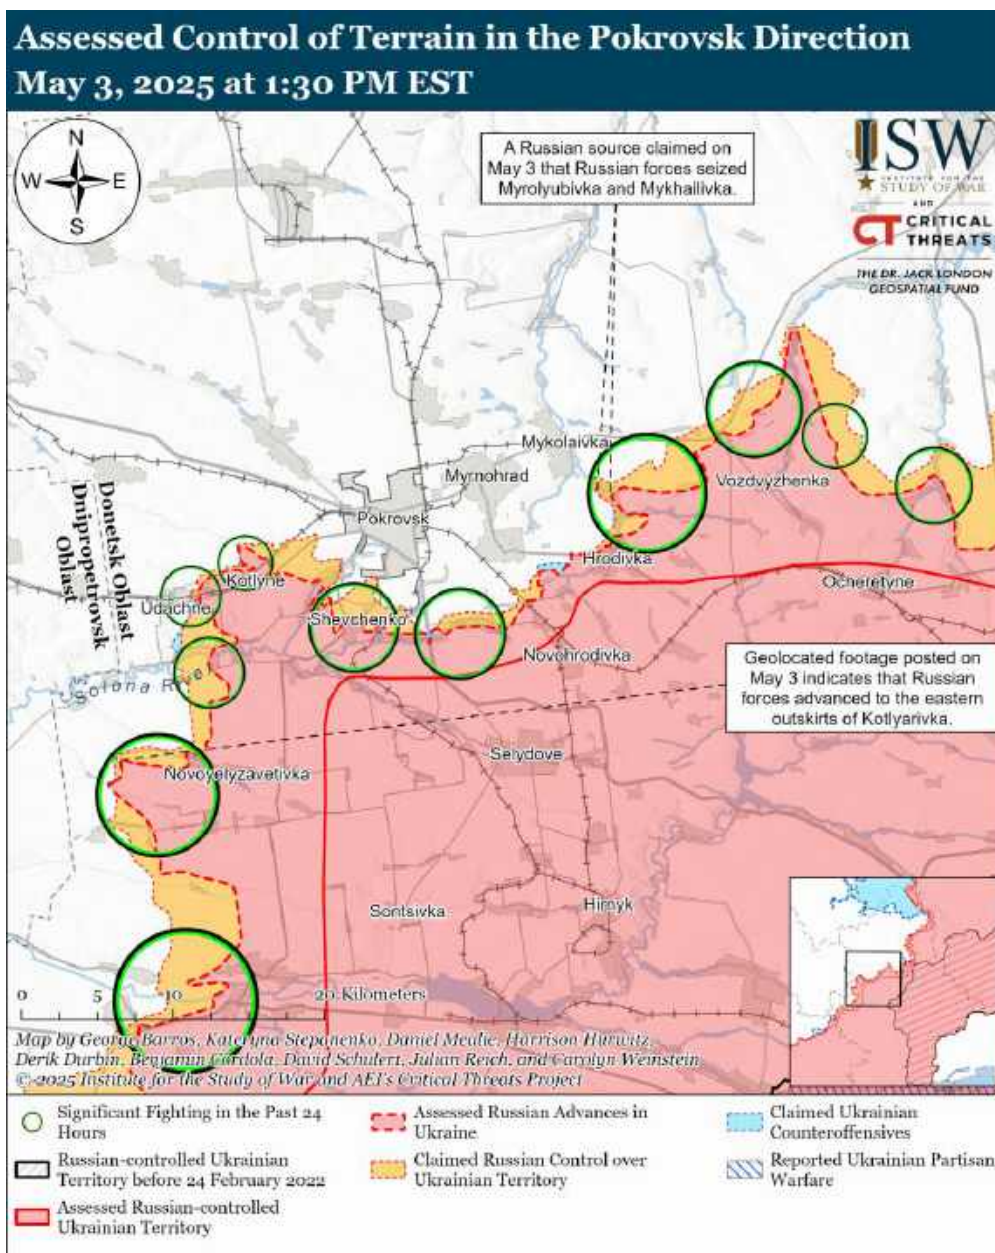 Assessed Control of Terrain in the Pokrovsk Direction
May 3, 2025 at 1:30 PM EST
N
W
E
S
A Russian source claimed on
May 3 that Russian forces seized
Myrolyubivka and Mykhailivka.
ISW
INSTITUTE FOR THE
STUDY OF WAR
AND
CT CRITICAL
THREATS
THE DR. JACK LONDON
GEOSPATIAL FUND
Mykolaivka
Myrnohrad
Vozdvyzhenka
Pokrovsk
Donetsk Oblast
Dnipropetrovsk
Oblast
Hrodivka
Kotlyne
Ocheretyne
Udachne
Shevchenko
Novohrodivka
Solona River
Geolocated footage posted on
May 3 indicates that Russian
forces advanced to the eastern
outskirts of Kotlyarivka.
Selydove
Novoyelyzavetivka
Sontsivka
Hirnyk
0 5 10 20 Kilometers
Map by George Barros, Kateryna Stepanenko, Daniel Mealie, Harrison Hurwitz,
Derik Durbin, Benjamin Cordola, David Schulert, Julian Reich, and Carolyn Weinstein
© 2025 Institute for the Study of War and AEI's Critical Threats Project
Significant Fighting in the Past 24
Hours
Russian-controlled Ukrainian
Territory before 24 February 2022
Assessed Russian-controlled
Ukrainian Territory
Assessed Russian Advances in
Ukraine
Claimed Russian Control over
Ukrainian Territory
Claimed Ukrainian
Counteroffensives
Reported Ukrainian Partisan
Warfare